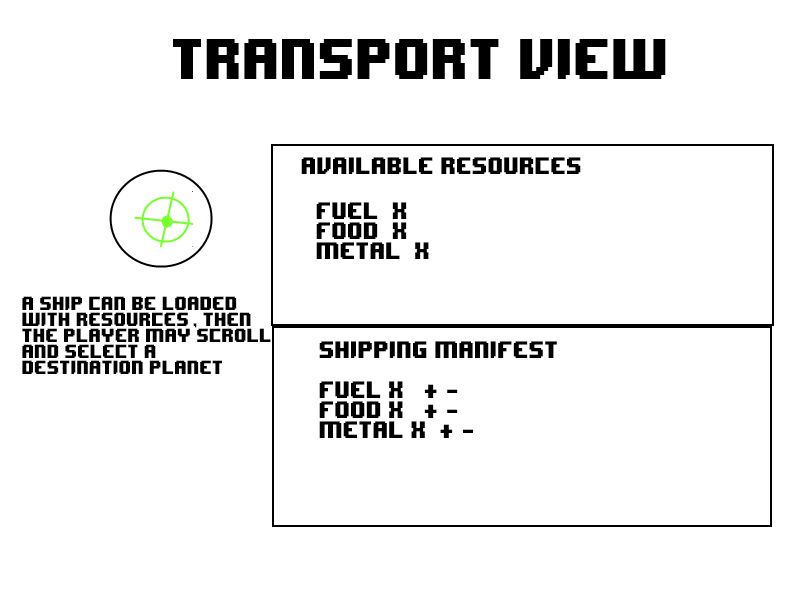 TRANSPORT VIEW
AVAILABLE RESOURCES
FUEL X
FOOD X
METAL X
A SHIP CAN BE LOADED
WITH RESOURCES, THEN
THE PLAYER MAY SCROLL
AND SELECT A
DESTINATION PLANET
SHIPPING MANIFEST
FUEL X + -
FOOD X + -
METAL X + -